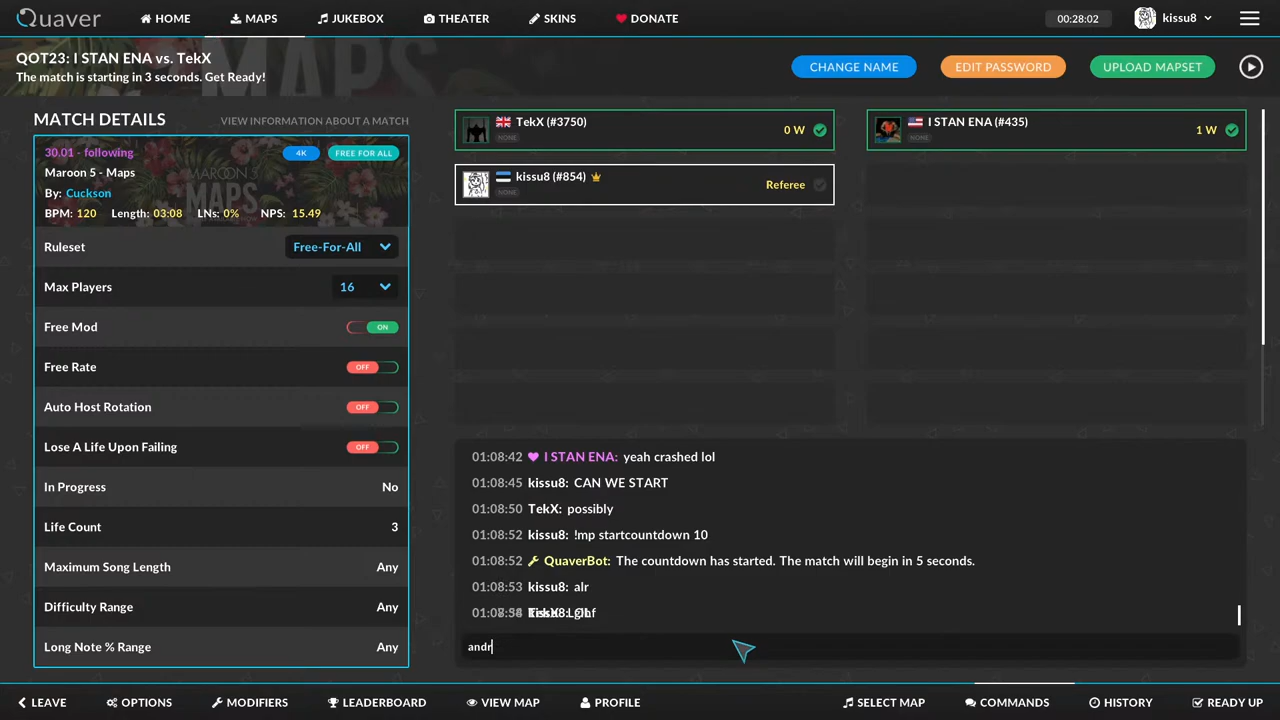 Quaver
HOME
MAPS
JUKEBOX
THEATER
SKINS
DONATE
00:28:02
kissu8
QOT23: I STAN ENA vs. TekX
The match is starting in 3 seconds. Get Ready!
CHANGE NAME
EDIT PASSWORD
UPLOAD MAPSET
MATCH DETAILS
VIEW INFORMATION ABOUT A MATCH
30.01 - following
4K
FREE FOR ALL
Maroon 5 - Maps
By: Cuckson
BPM: 120 Length: 03:08 LNs: 0% NPS: 15.49
Ruleset
Free-For-All
Max Players
16
Free Mod
ON
Free Rate
OFF
Auto Host Rotation
OFF
Lose A Life Upon Failing
OFF
In Progress
No
Life Count
3
Maximum Song Length
Any
Difficulty Range
Any
Long Note % Range
Any
TekX (#3750)
NONE
0 W
I STAN ENA (#435)
NONE
1 W
kissu8 (#854)
NONE
Referee
01:08:42 I STAN ENA: yeah crashed lol
01:08:45 kissu8: CAN WE START
01:08:50 TekX: possibly
01:08:52 kissu8: !mp startcountdown 10
01:08:52 QuaverBot: The countdown has started. The match will begin in 5 seconds.
01:08:53 kissu8: alr
andr
LEAVE
OPTIONS
MODIFIERS
LEADERBOARD
VIEW MAP
PROFILE
SELECT MAP
COMMANDS
HISTORY
READY UP